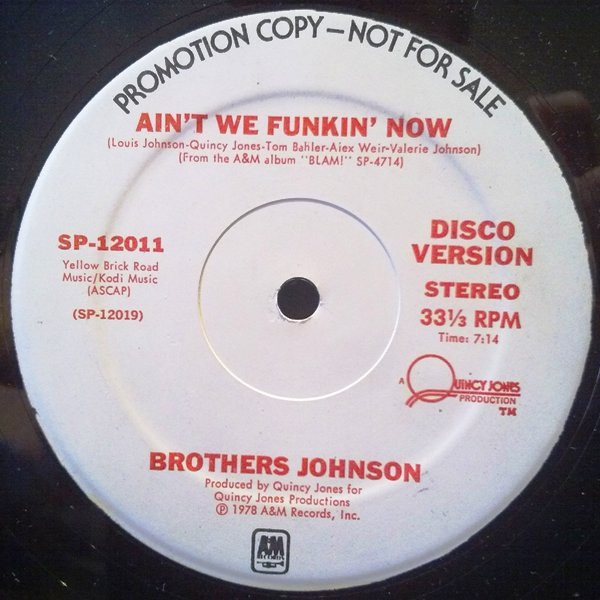 PROMOTION COPY—NOT FOR SALE
AIN'T WE FUNKIN' NOW
(Louis Johnson-Quincy Jones-Tom Bahler-Alex Weir-Valerie Johnson)
(From the A&M album "BLAM!" SP-4714)
SP-12011
Yellow Brick Road
Music/Kodi Music
(ASCAP)
(SP-12019)
DISCO
VERSION
STEREO
33⅓ RPM
Time: 7:14
A QUINCY JONES
PRODUCTION
TM
BROTHERS JOHNSON
Produced by Quincy Jones for
Quincy Jones Productions
℗ 1978 A&M Records, Inc.
A&M
RECORDS